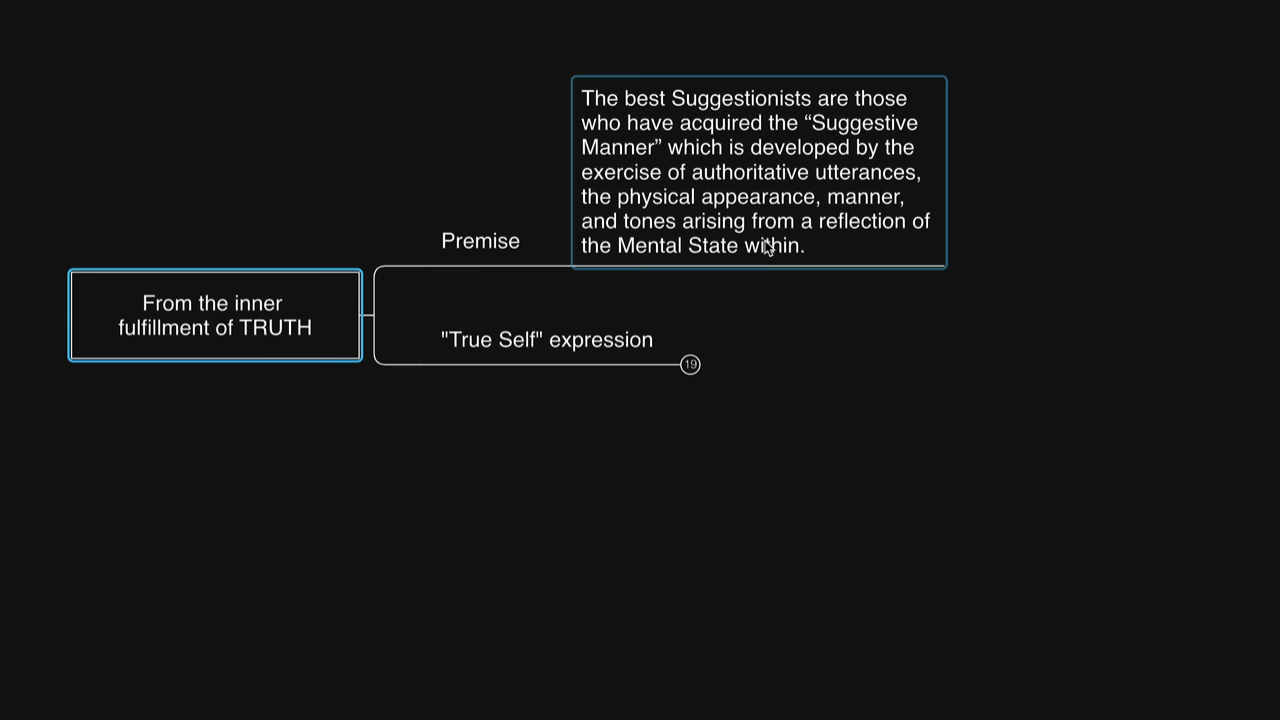 The best Suggestionists are those
who have acquired the “Suggestive
Manner” which is developed by the
exercise of authoritative utterances,
the physical appearance, manner,
and tones arising from a reflection of
the Mental State within.
Premise
From the inner
fulfillment of TRUTH
"True Self" expression
19